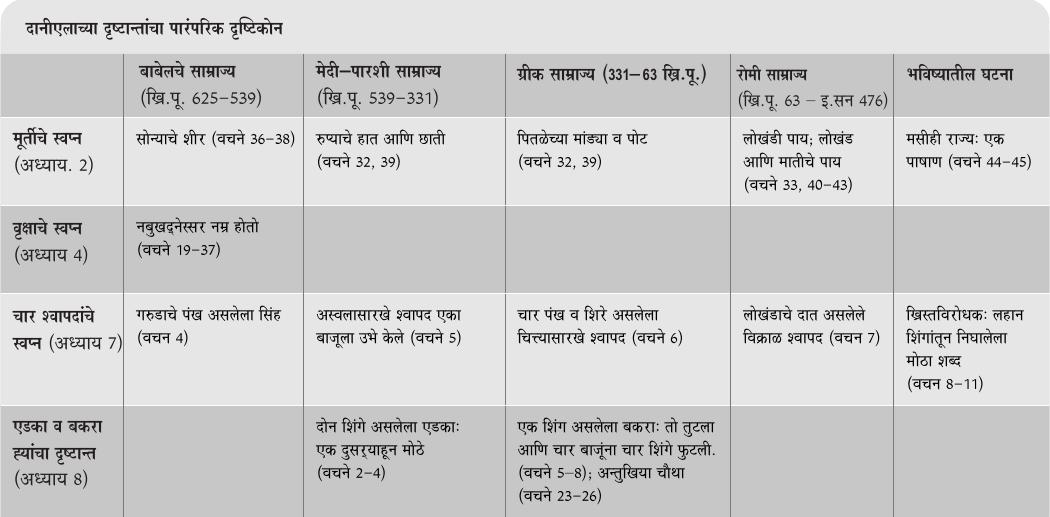 दानीएलाच्या दृष्टान्तांचा पारंपरिक दृष्टिकोन
बाबेलचे साम्राज्य
(ख्रि.पू. 625–539)
मेदी–पारशी साम्राज्य
(ख्रि.पू. 539–331)
ग्रीक साम्राज्य (331–63 ख्रि.पू.)
रोमी साम्राज्य
(ख्रि.पू. 63 – इ.सन 476)
भविष्यातील घटना
मूर्तीचे स्वप्न
(अध्याय. 2)
सोन्याचे शीर (वचने 36–38)
रुप्याचे हात आणि छाती
(वचने 32, 39)
पितळेच्या मांड्या व पोट
(वचने 32, 39)
लोखंडी पाय; लोखंड
आणि मातीचे पाय
(वचने 33, 40–43)
मसीही राज्यः एक
पाषाण (वचने 44–45)
वृक्षाचे स्वप्न
(अध्याय 4)
नबुखद्नेस्सर नम्र होतो
(वचने 19–37)
चार श्वापदांचे
स्वप्न (अध्याय 7)
गरुडाचे पंख असलेला सिंह
(वचन 4)
अस्वलासारखे श्वापद एका
बाजूला उभे केले (वचने 5)
चार पंख व शिरे असलेला
चित्त्यासारखे श्वापद (वचने 6)
लोखंडाचे दात असलेले
विक्राळ श्वापद (वचन 7)
ख्रिस्तविरोधकः लहान
शिंगांतून निघालेला
मोठा शब्द
(वचन 8–11)
एडका व बकरा
ह्यांचा दृष्टान्त
(अध्याय 8)
दोन शिंगे असलेला एडकाः
एक दुसऱ्याहून मोठे
(वचने 2–4)
एक शिंग असलेला बकराः तो तुटला
आणि चार बाजूंना चार शिंगे फुटली.
(वचने 5–8); अन्तुखिया चौथा
(वचने 23–26)